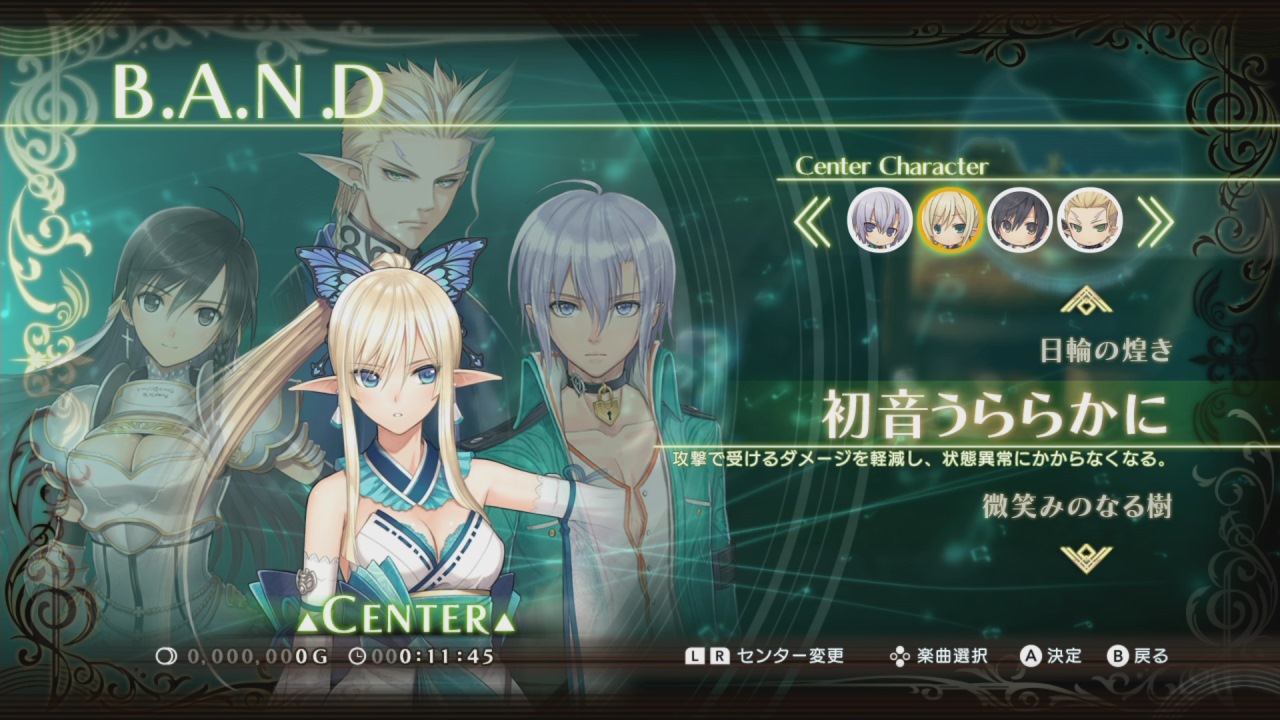 B.A.N.D
Center Character
日輪の煌き
初音うららかに
攻撃で受けるダメージを軽減し、状態異常にかからなくなる。
微笑みのなる樹
▲CENTER▲
0,000,000G 000:11:45
L R センター変更 楽曲選択 A 決定 B 戻る